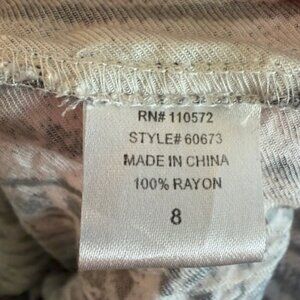 RN# 110572
STYLE# 60673
MADE IN CHINA
100% RAYON
8